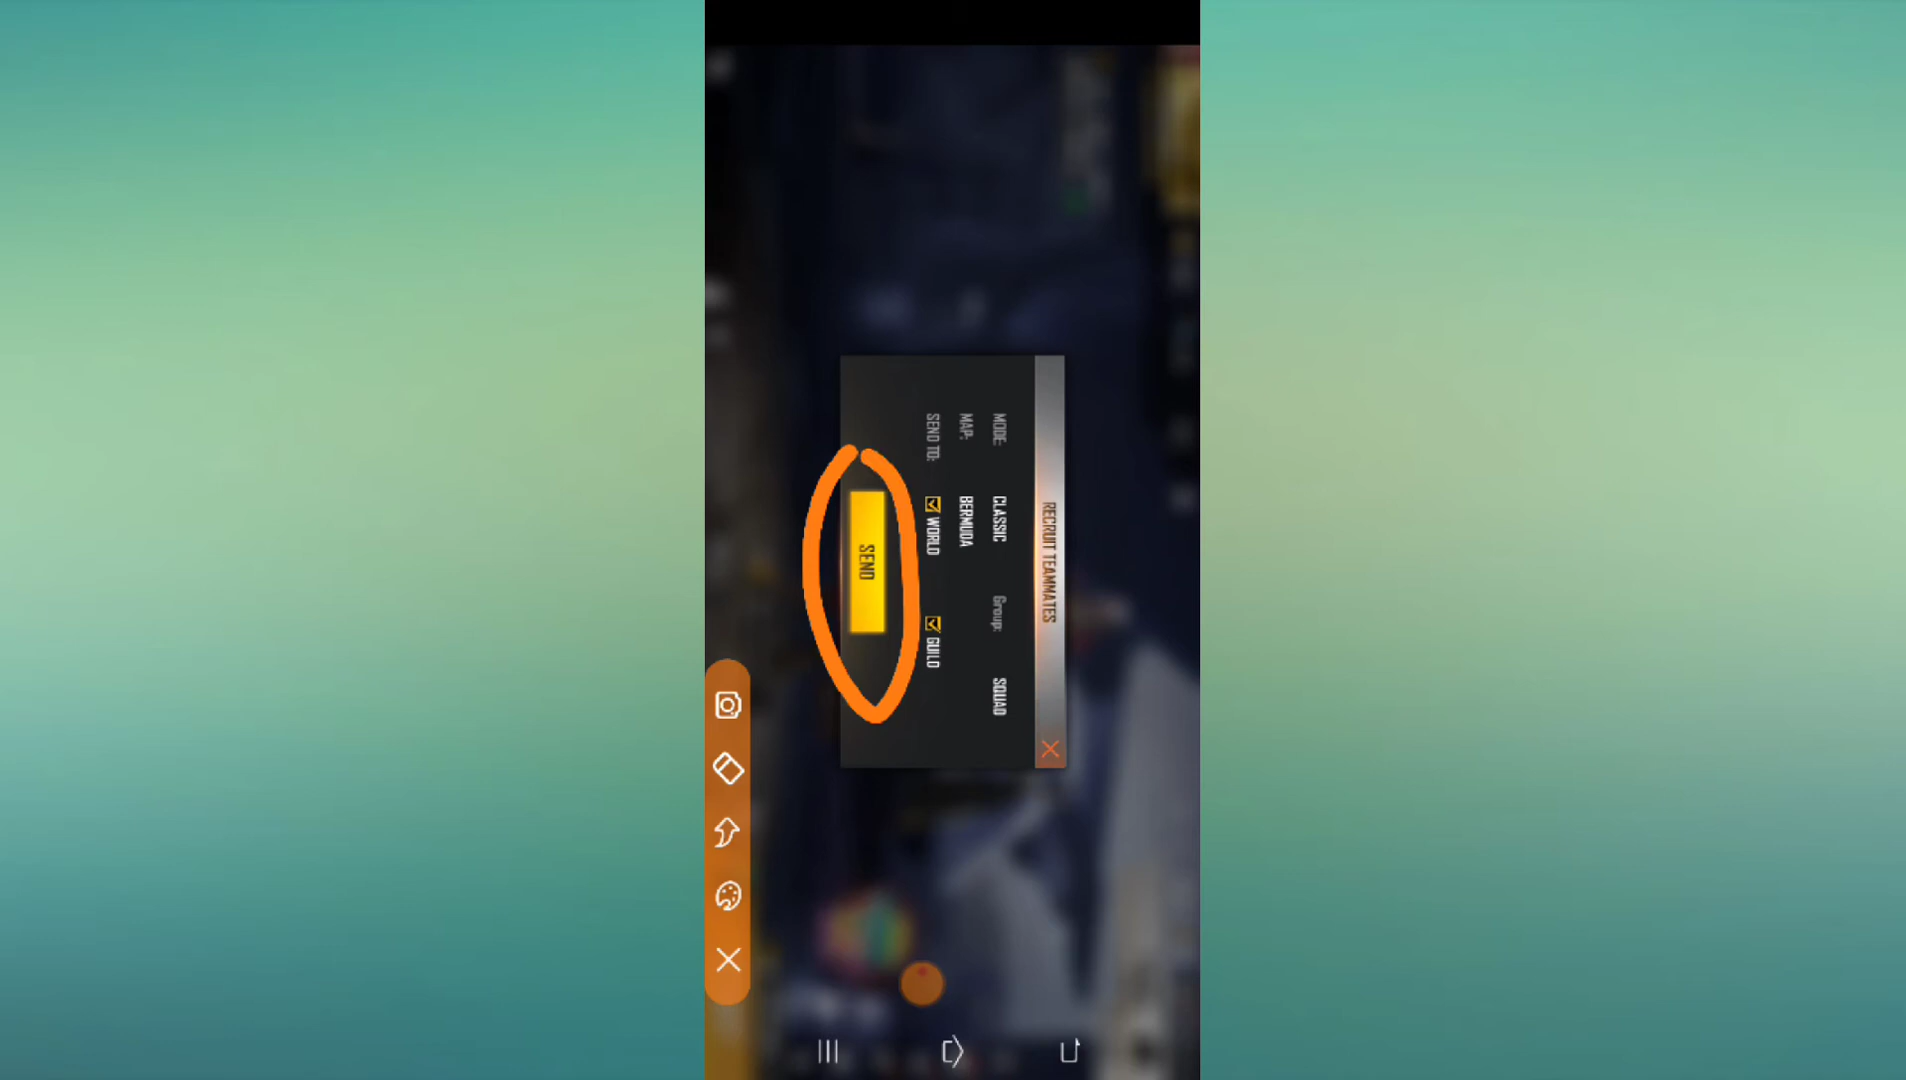 RECRUIT TEAMMATES
MODE: CLASSIC Group: SQUAD
MAP: BERMUDA
SEND TO: WORLD GUILD
SEND